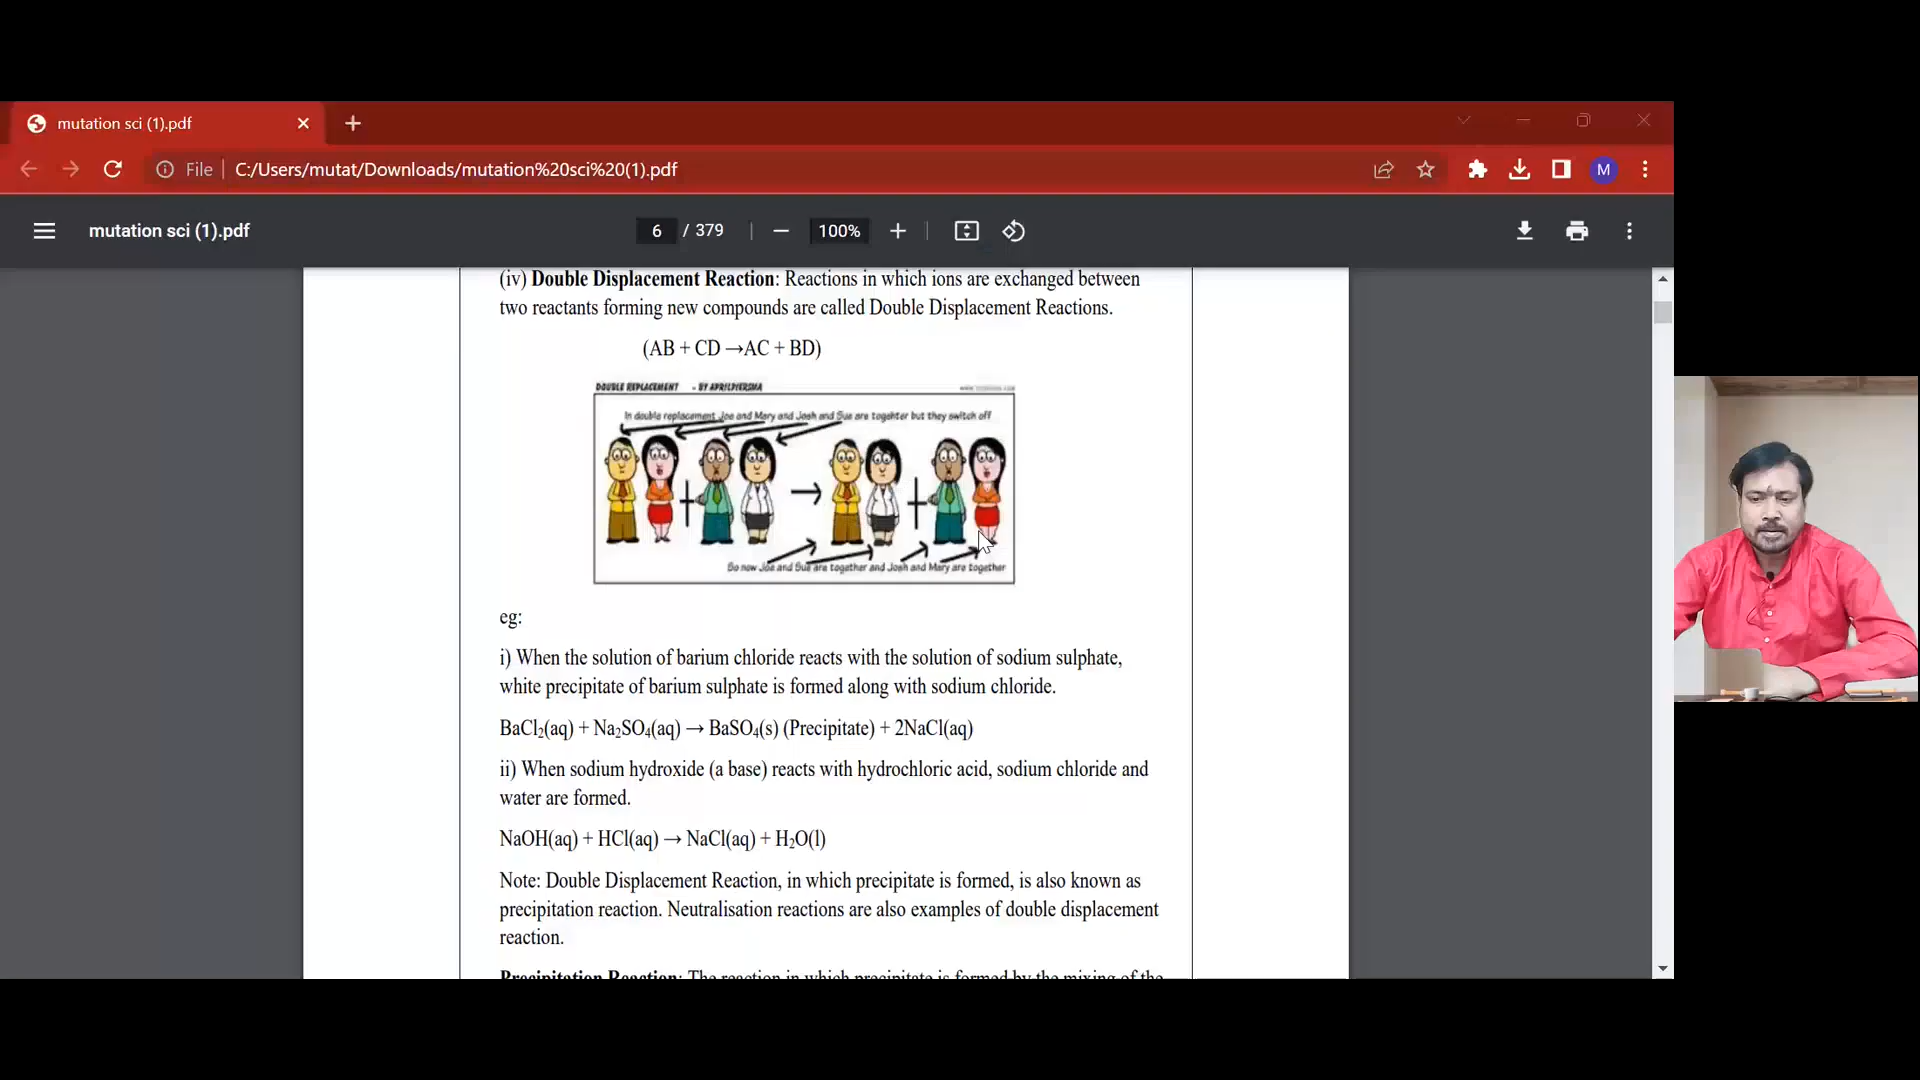 mutation sci (1).pdf
File
C:/Users/mutat/Downloads/mutation%20sci%20(1).pdf
M
mutation sci (1).pdf
6 / 379
100%
(iv) Double Displacement Reaction: Reactions in which ions are exchanged between
two reactants forming new compounds are called Double Displacement Reactions.
(AB + CD →AC + BD)
DOUBLE REPLACEMENT - BY APRILDYERSMA
In double replacement Joe and Mary and Josh and Sue are togehter but they switch off
+ → +
So now Joe and Sue are together and Josh and Mary are together
eg:
i) When the solution of barium chloride reacts with the solution of sodium sulphate,
white precipitate of barium sulphate is formed along with sodium chloride.
BaCl₂(aq) + Na₂SO₄(aq) → BaSO₄(s) (Precipitate) + 2NaCl(aq)
ii) When sodium hydroxide (a base) reacts with hydrochloric acid, sodium chloride and
water are formed.
NaOH(aq) + HCl(aq) → NaCl(aq) + H₂O(l)
Note: Double Displacement Reaction, in which precipitate is formed, is also known as
precipitation reaction. Neutralisation reactions are also examples of double displacement
reaction.
Precipitation Reaction: The reaction in which precipitate is formed by the mixing of the